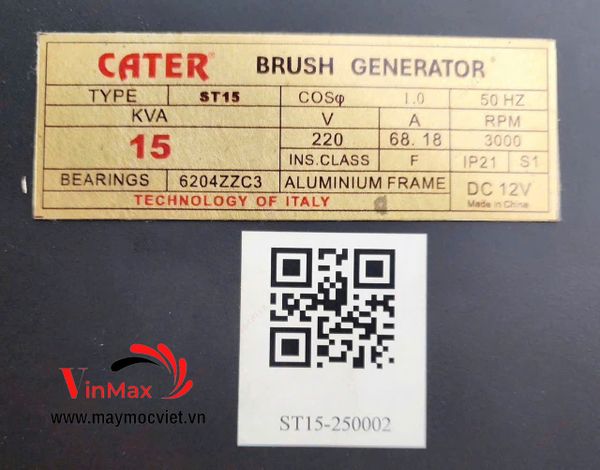 CATER® BRUSH GENERATOR®
TYPE ST15 COSφ 1.0 50 HZ
KVA V A RPM
15 220 68.18 3000
INS.CLASS F IP21 S1
BEARINGS 6204ZZC3 ALUMINIUM FRAME DC 12V
TECHNOLOGY OF ITALY Made in China
ST15-250002
VinMax
www.maymocviet.vn